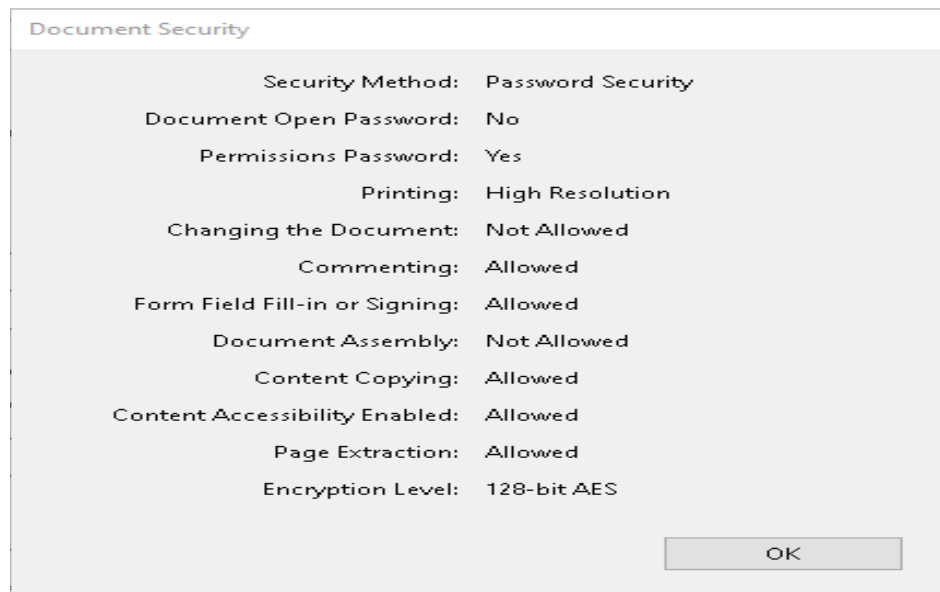 Document Security
Security Method: Password Security
Document Open Password: No
Permissions Password: Yes
Printing: High Resolution
Changing the Document: Not Allowed
Commenting: Allowed
Form Field Fill-in or Signing: Allowed
Document Assembly: Not Allowed
Content Copying: Allowed
Content Accessibility Enabled: Allowed
Page Extraction: Allowed
Encryption Level: 128-bit AES
OK